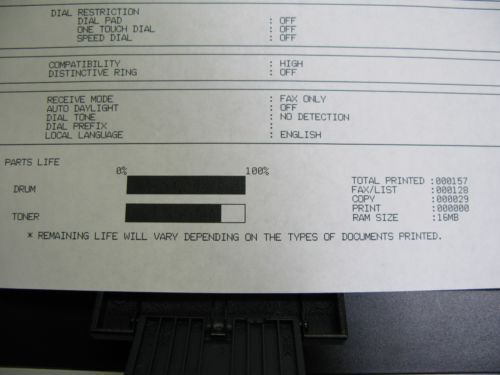 DIAL RESTRICTION
DIAL PAD : OFF
ONE TOUCH DIAL : OFF
SPEED DIAL : OFF
COMPATIBILITY : HIGH
DISTINCTIVE RING : OFF
RECEIVE MODE : FAX ONLY
AUTO DAYLIGHT : OFF
DIAL TONE : NO DETECTION
DIAL PREFIX :
LOCAL LANGUAGE : ENGLISH
PARTS LIFE
0% 100%
DRUM
TONER
TOTAL PRINTED :000157
FAX/LIST :000128
COPY :000029
PRINT :000000
RAM SIZE :16MB
* REMAINING LIFE WILL VARY DEPENDING ON THE TYPES OF DOCUMENTS PRINTED.